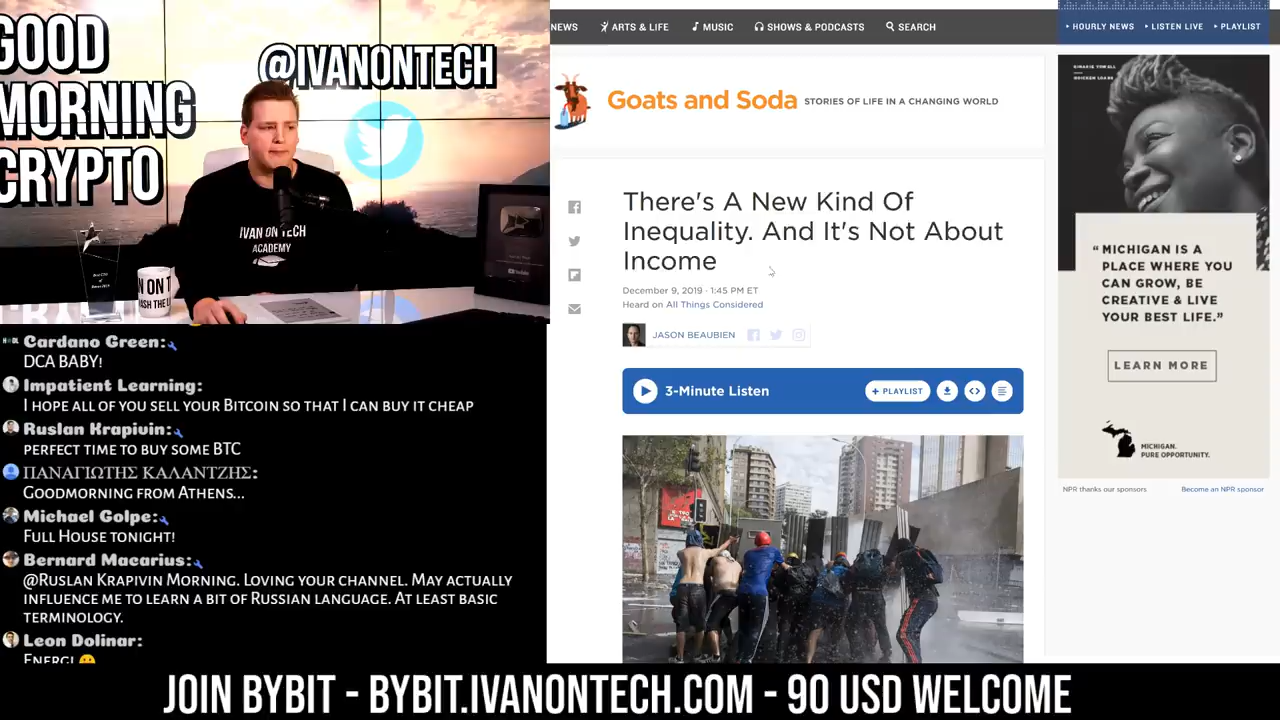 GOOD
MORNING
CRYPTO
@IVANONTECH
IVAN ON TECH
ACADEMY
Cardano Green:
DCA BABY!
Impatient Learning:
I HOPE ALL OF YOU SELL YOUR BITCOIN SO THAT I CAN BUY IT CHEAP
Ruslan Krapivin:
PERFECT TIME TO BUY SOME BTC
ΠΑΝΑΓΙΩΤΗΣ ΚΑΛΑΝΤΖΗΣ:
GOODMORNING FROM ATHENS...
Michael Golpe:
FULL HOUSE TONIGHT!
Bernard Macarius:
@RUSLAN KRAPIVIN MORNING. LOVING YOUR CHANNEL. MAY ACTUALLY
INFLUENCE ME TO LEARN A BIT OF RUSSIAN LANGUAGE. AT LEAST BASIC
TERMINOLOGY.
Leon Dolinar:
ENERGI
NEWS ARTS & LIFE MUSIC SHOWS & PODCASTS SEARCH
HOURLY NEWS LISTEN LIVE PLAYLIST
Goats and Soda STORIES OF LIFE IN A CHANGING WORLD
There's A New Kind Of
Inequality. And It's Not About
Income
December 9, 2019 · 1:45 PM ET
Heard on All Things Considered
JASON BEAUBIEN
3-Minute Listen
+ PLAYLIST
“MICHIGAN IS A
PLACE WHERE YOU
CAN GROW, BE
CREATIVE & LIVE
YOUR BEST LIFE.”
LEARN MORE
MICHIGAN.
PURE OPPORTUNITY.
NPR thanks our sponsors
Become an NPR sponsor
JOIN BYBIT - BYBIT.IVANONTECH.COM - 90 USD WELCOME